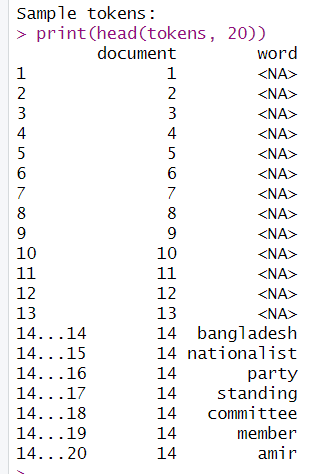 Sample tokens:
> print(head(tokens, 20))
document word
1 1 <NA>
2 2 <NA>
3 3 <NA>
4 4 <NA>
5 5 <NA>
6 6 <NA>
7 7 <NA>
8 8 <NA>
9 9 <NA>
10 10 <NA>
11 11 <NA>
12 12 <NA>
13 13 <NA>
14...14 14 bangladesh
14...15 14 nationalist
14...16 14 party
14...17 14 standing
14...18 14 committee
14...19 14 member
14...20 14 amir
>